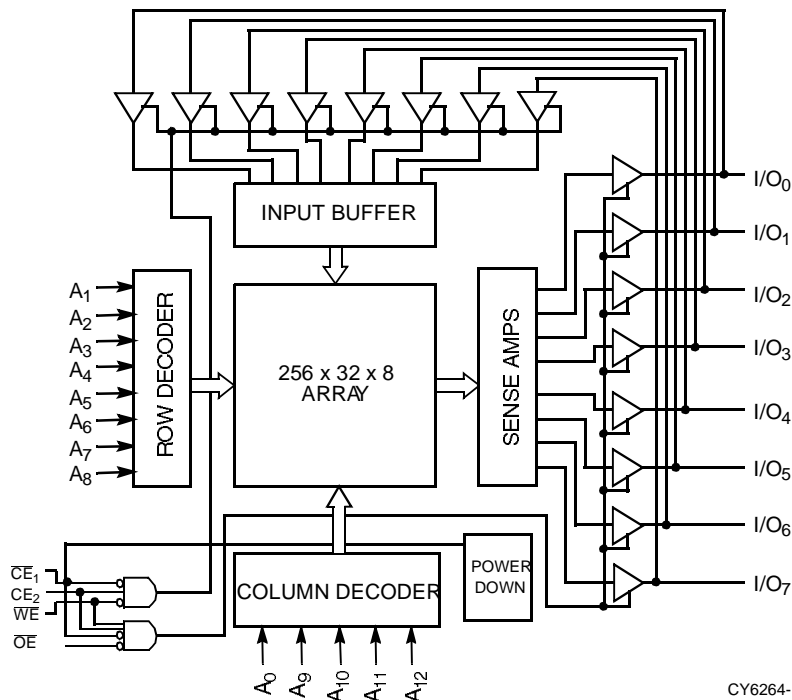 INPUT BUFFER
I/O0
I/O1
I/O2
I/O3
I/O4
I/O5
I/O6
I/O7
A1
A2
A3
A4
A5
A6
A7
A8
ROW DECODER
256 x 32 x 8
ARRAY
SENSE AMPS
CE1
CE2
WE
OE
COLUMN DECODER
POWER
DOWN
A0
A9
A10
A11
A12
CY6264-